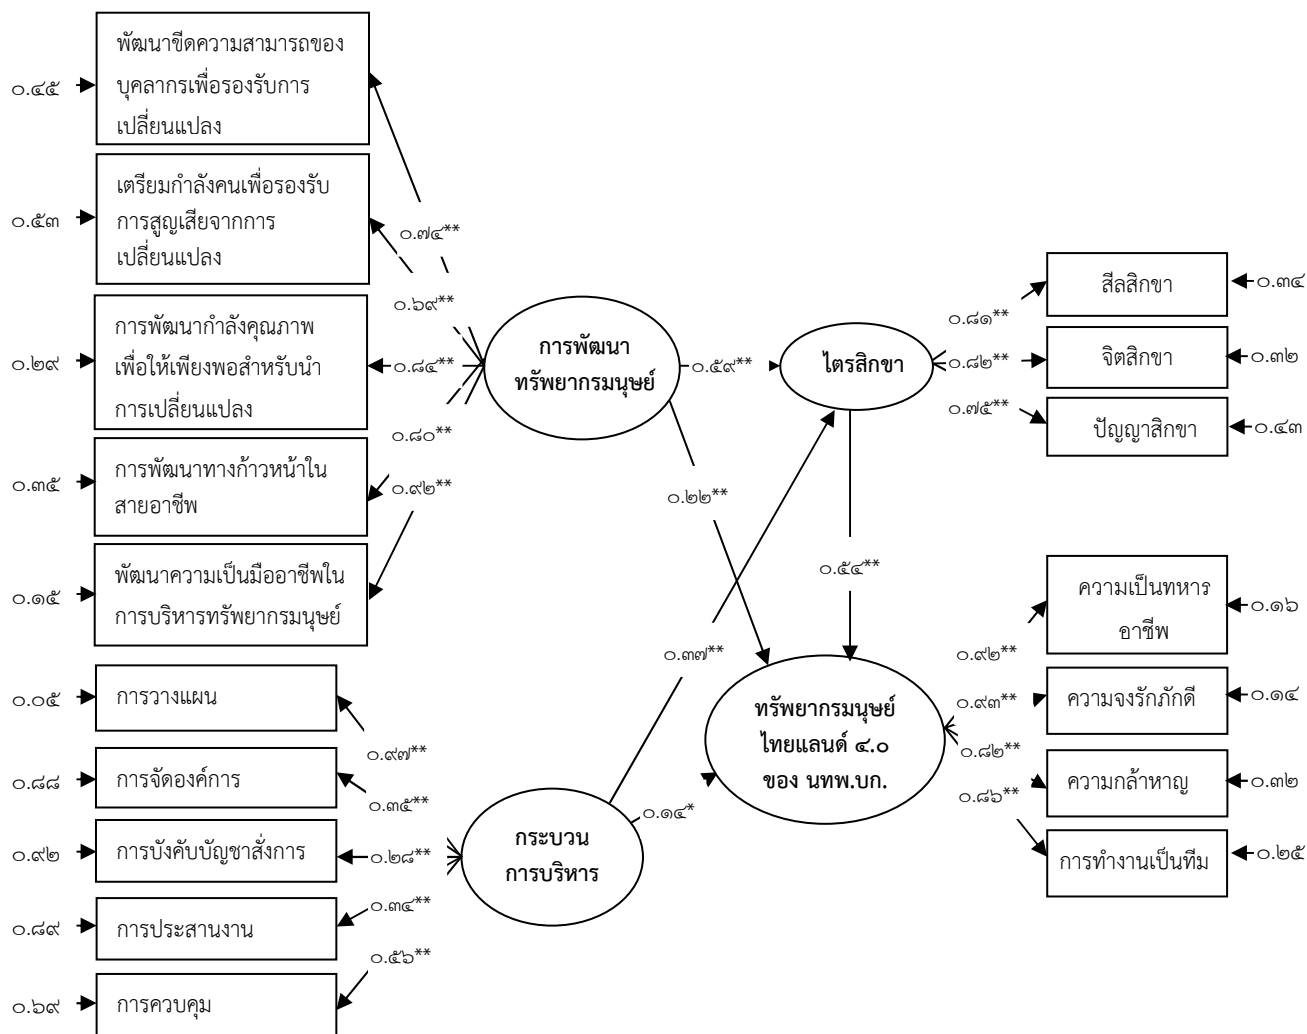 ๐.๔๕
พัฒนาขีดความสามารถของ
บุคลากรเพื่อรองรับการ
เปลี่ยนแปลง
๐.๕๓
เตรียมกำลังคนเพื่อรองรับ
การสูญเสียจากการ
เปลี่ยนแปลง
๐.๒๙
การพัฒนากำลังคุณภาพ
เพื่อให้เพียงพอสำหรับนำ
การเปลี่ยนแปลง
๐.๓๕
การพัฒนาทางก้าวหน้าใน
สายอาชีพ
๐.๑๕
พัฒนาความเป็นมืออาชีพใน
การบริหารทรัพยากรมนุษย์
๐.๐๕
การวางแผน
๐.๘๘
การจัดองค์การ
๐.๙๒
การบังคับบัญชาสั่งการ
๐.๘๙
การประสานงาน
๐.๖๙
การควบคุม
๐.๗๔**
๐.๖๙**
๐.๘๔**
๐.๘๐**
๐.๙๒**
๐.๙๗**
๐.๓๕**
๐.๒๘**
๐.๓๔**
๐.๕๖**
การพัฒนา
ทรัพยากรมนุษย์
กระบวน
การบริหาร
๐.๕๙**
๐.๒๒**
๐.๕๔**
๐.๓๗**
๐.๑๔*
ไตรสิกขา
ทรัพยากรมนุษย์
ไทยแลนด์ ๔.๐
ของ นทพ.บก.
๐.๘๑**
๐.๘๒**
๐.๗๕**
สีลสิกขา
๐.๓๔
จิตสิกขา
๐.๓๒
ปัญญาสิกขา
๐.๔๓
๐.๙๒**
๐.๙๓**
๐.๘๒**
๐.๘๖**
ความเป็นทหาร
อาชีพ
๐.๑๖
ความจงรักภักดี
๐.๑๔
ความกล้าหาญ
๐.๓๒
การทำงานเป็นทีม
๐.๒๕